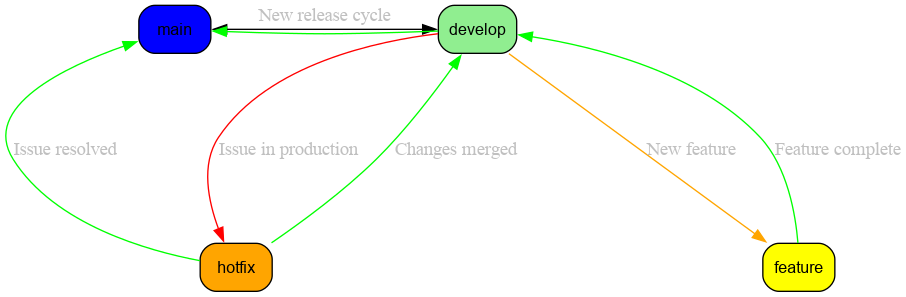 New release cycle
main
develop
Issue resolved
Issue in production
Changes merged
New feature
Feature complete
hotfix
feature